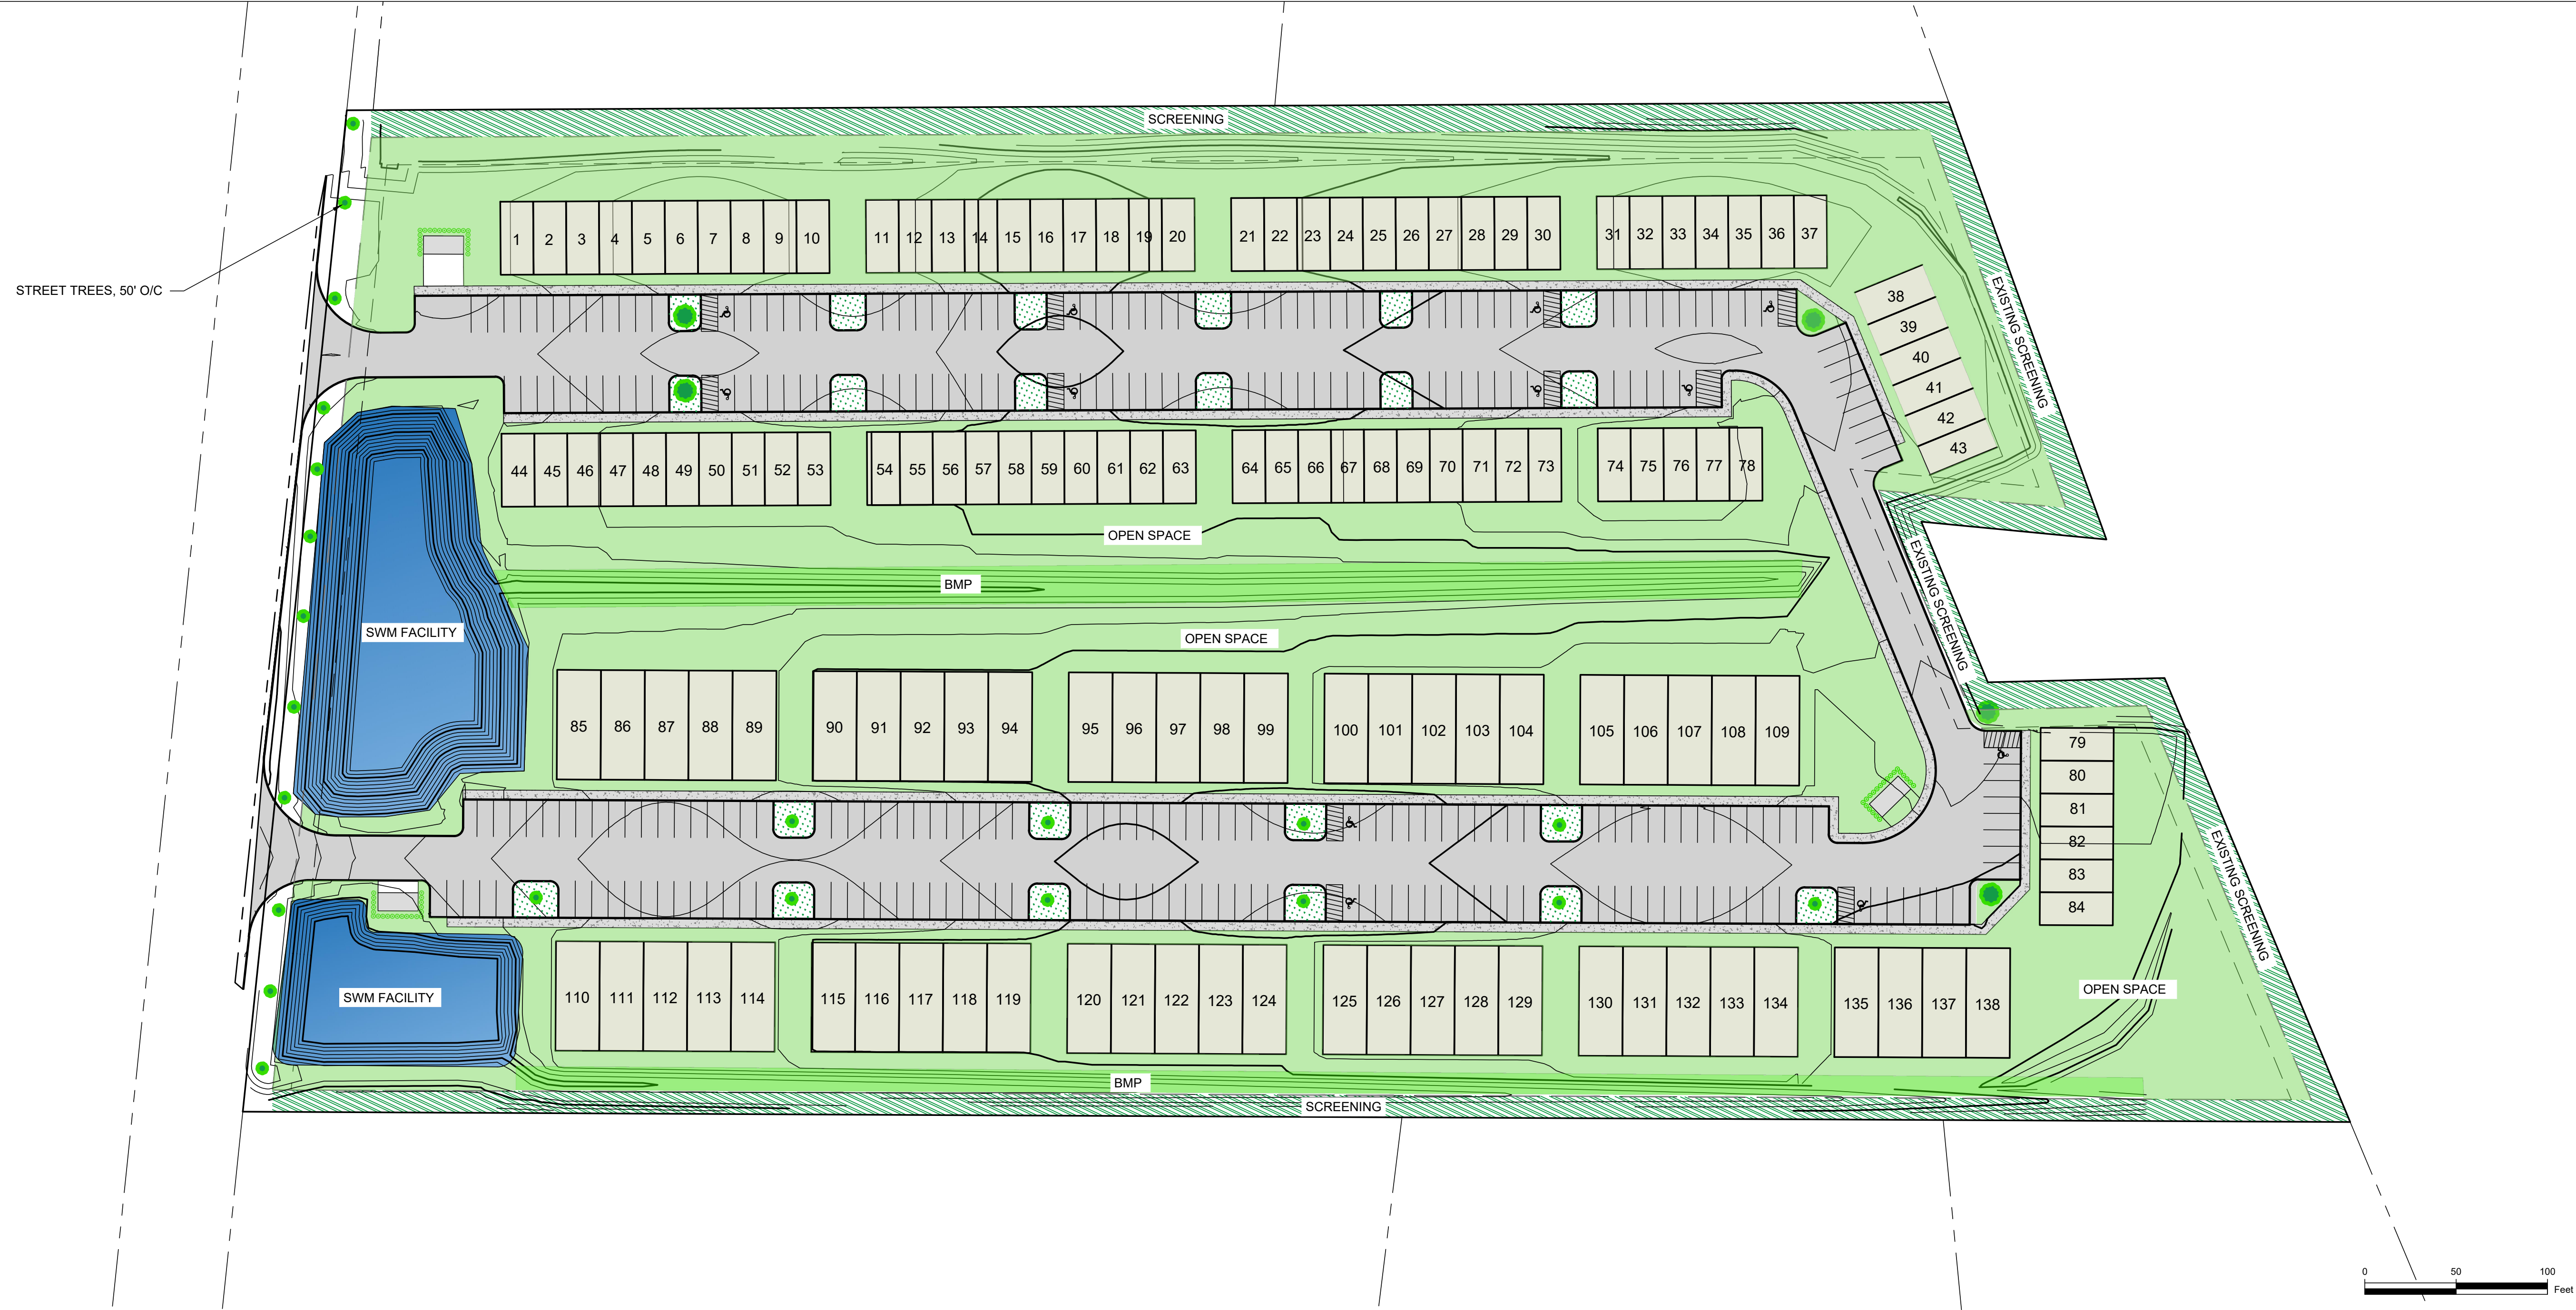 SCREENING
1 2 3 4 5 6 7 8 9 10 11 12 13 14 15 16 17 18 19 20 21 22 23 24 25 26 27 28 29 30 31 32 33 34 35 36 37
STREET TREES, 50' O/C
38
39
40
41
42
43
EXISTING SCREENING
44 45 46 47 48 49 50 51 52 53 54 55 56 57 58 59 60 61 62 63 64 65 66 67 68 69 70 71 72 73 74 75 76 77 78
OPEN SPACE
BMP
EXISTING SCREENING
SWM FACILITY
OPEN SPACE
85 86 87 88 89 90 91 92 93 94 95 96 97 98 99 100 101 102 103 104 105 106 107 108 109
79
80
81
82
83
84
EXISTING SCREENING
SWM FACILITY
110 111 112 113 114 115 116 117 118 119 120 121 122 123 124 125 126 127 128 129 130 131 132 133 134 135 136 137 138
OPEN SPACE
BMP
SCREENING
0 50 100
Feet